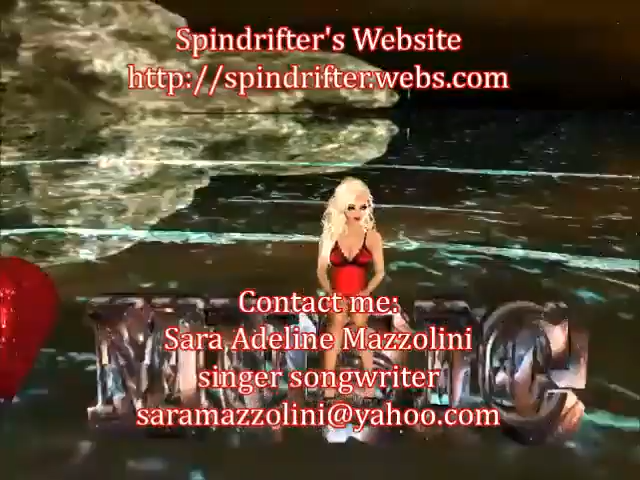 Spindrifter's Website
http://spindrifter.webs.com
Contact me:
Sara Adeline Mazzolini
singer songwriter
saramazzolini@yahoo.com